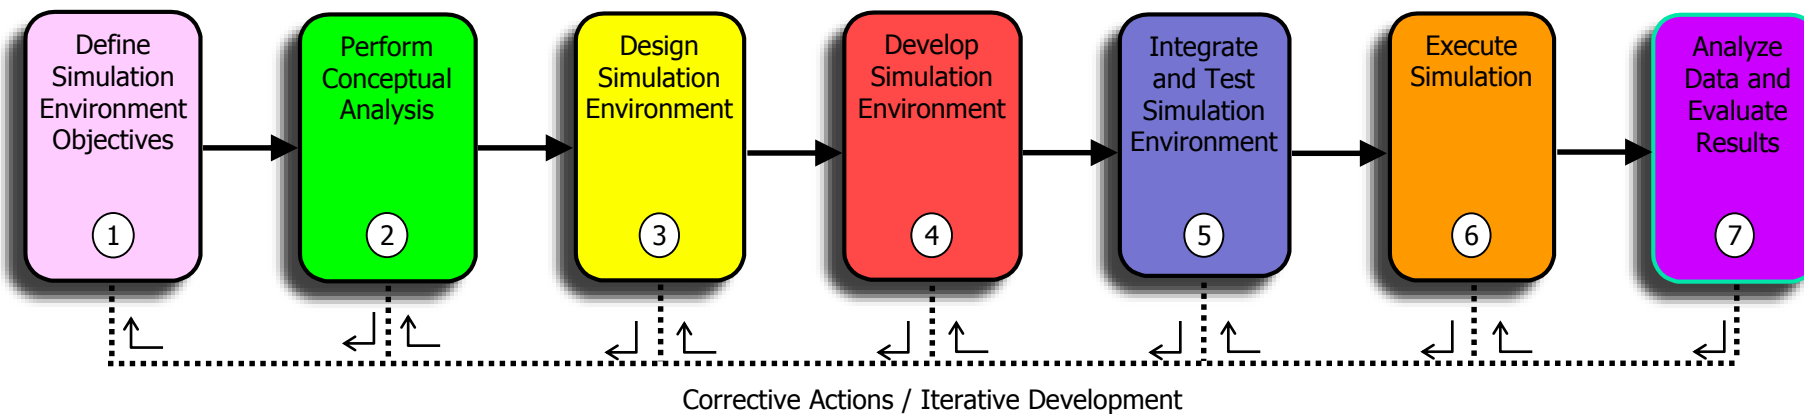 Define
Simulation
Environment
Objectives
1
Perform
Conceptual
Analysis
2
Design
Simulation
Environment
3
Develop
Simulation
Environment
4
Integrate
and Test
Simulation
Environment
5
Execute
Simulation
6
Analyze
Data and
Evaluate
Results
7
Corrective Actions / Iterative Development